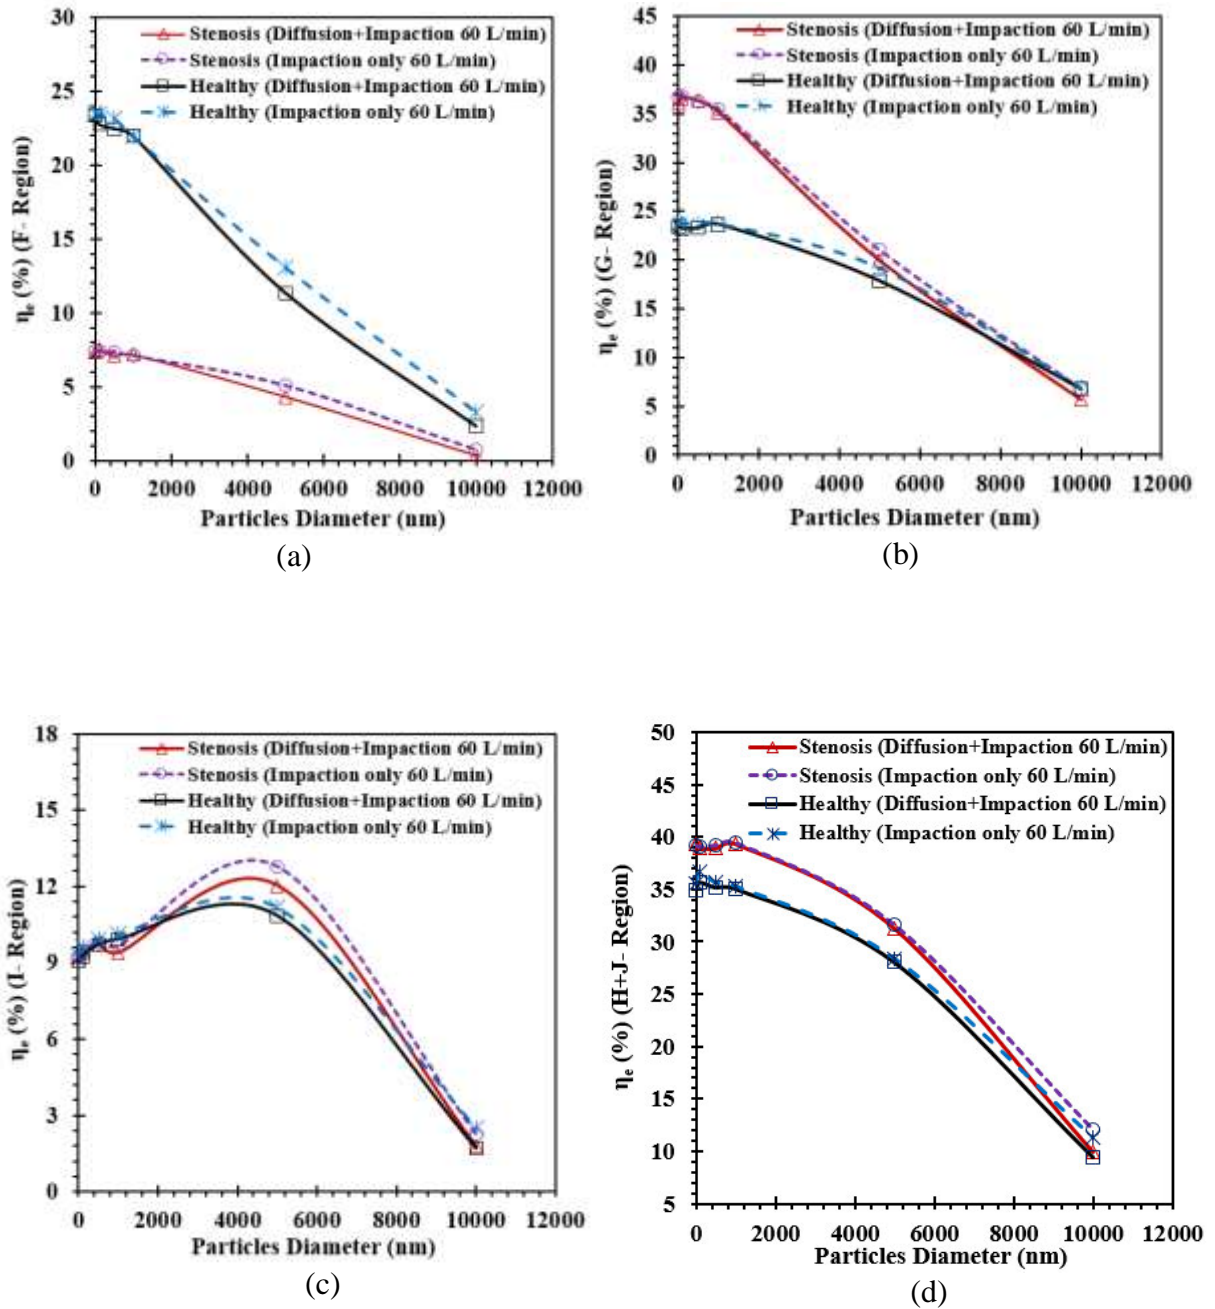 30
25
20
15
10
5
0
Stenosis (Diffusion+Impaction 60 L/min)
Stenosis (Impaction only 60 L/min)
Healthy (Diffusion+Impaction 60 L/min)
Healthy (Impaction only 60 L/min)
ηe (%) (F- Region)
0 2000 4000 6000 8000 10000 12000
Particles Diameter (nm)
(a)
45
40
35
30
25
20
15
10
5
0
Stenosis (Diffusion+Impaction 60 L/min)
Stenosis (Impaction only 60 L/min)
Healthy (Diffusion+Impaction 60 L/min)
Healthy (Impaction only 60 L/min)
ηe (%) (G- Region)
0 2000 4000 6000 8000 10000 12000
Particles Diameter (nm)
(b)
18
15
12
9
6
3
0
Stenosis (Diffusion+Impaction 60 L/min)
Stenosis (Impaction only 60 L/min)
Healthy (Diffusion+Impaction 60 L/min)
Healthy (Impaction only 60 L/min)
ηe (%) (I- Region)
0 2000 4000 6000 8000 10000 12000
Particles Diameter (nm)
(c)
50
45
40
35
30
25
20
15
10
5
Stenosis (Diffusion+Impaction 60 L/min)
Stenosis (Impaction only 60 L/min)
Healthy (Diffusion+Impaction 60 L/min)
Healthy (Impaction only 60 L/min)
ηe (%) (H+J- Region)
0 2000 4000 6000 8000 10000 12000
Particles Diameter (nm)
(d)